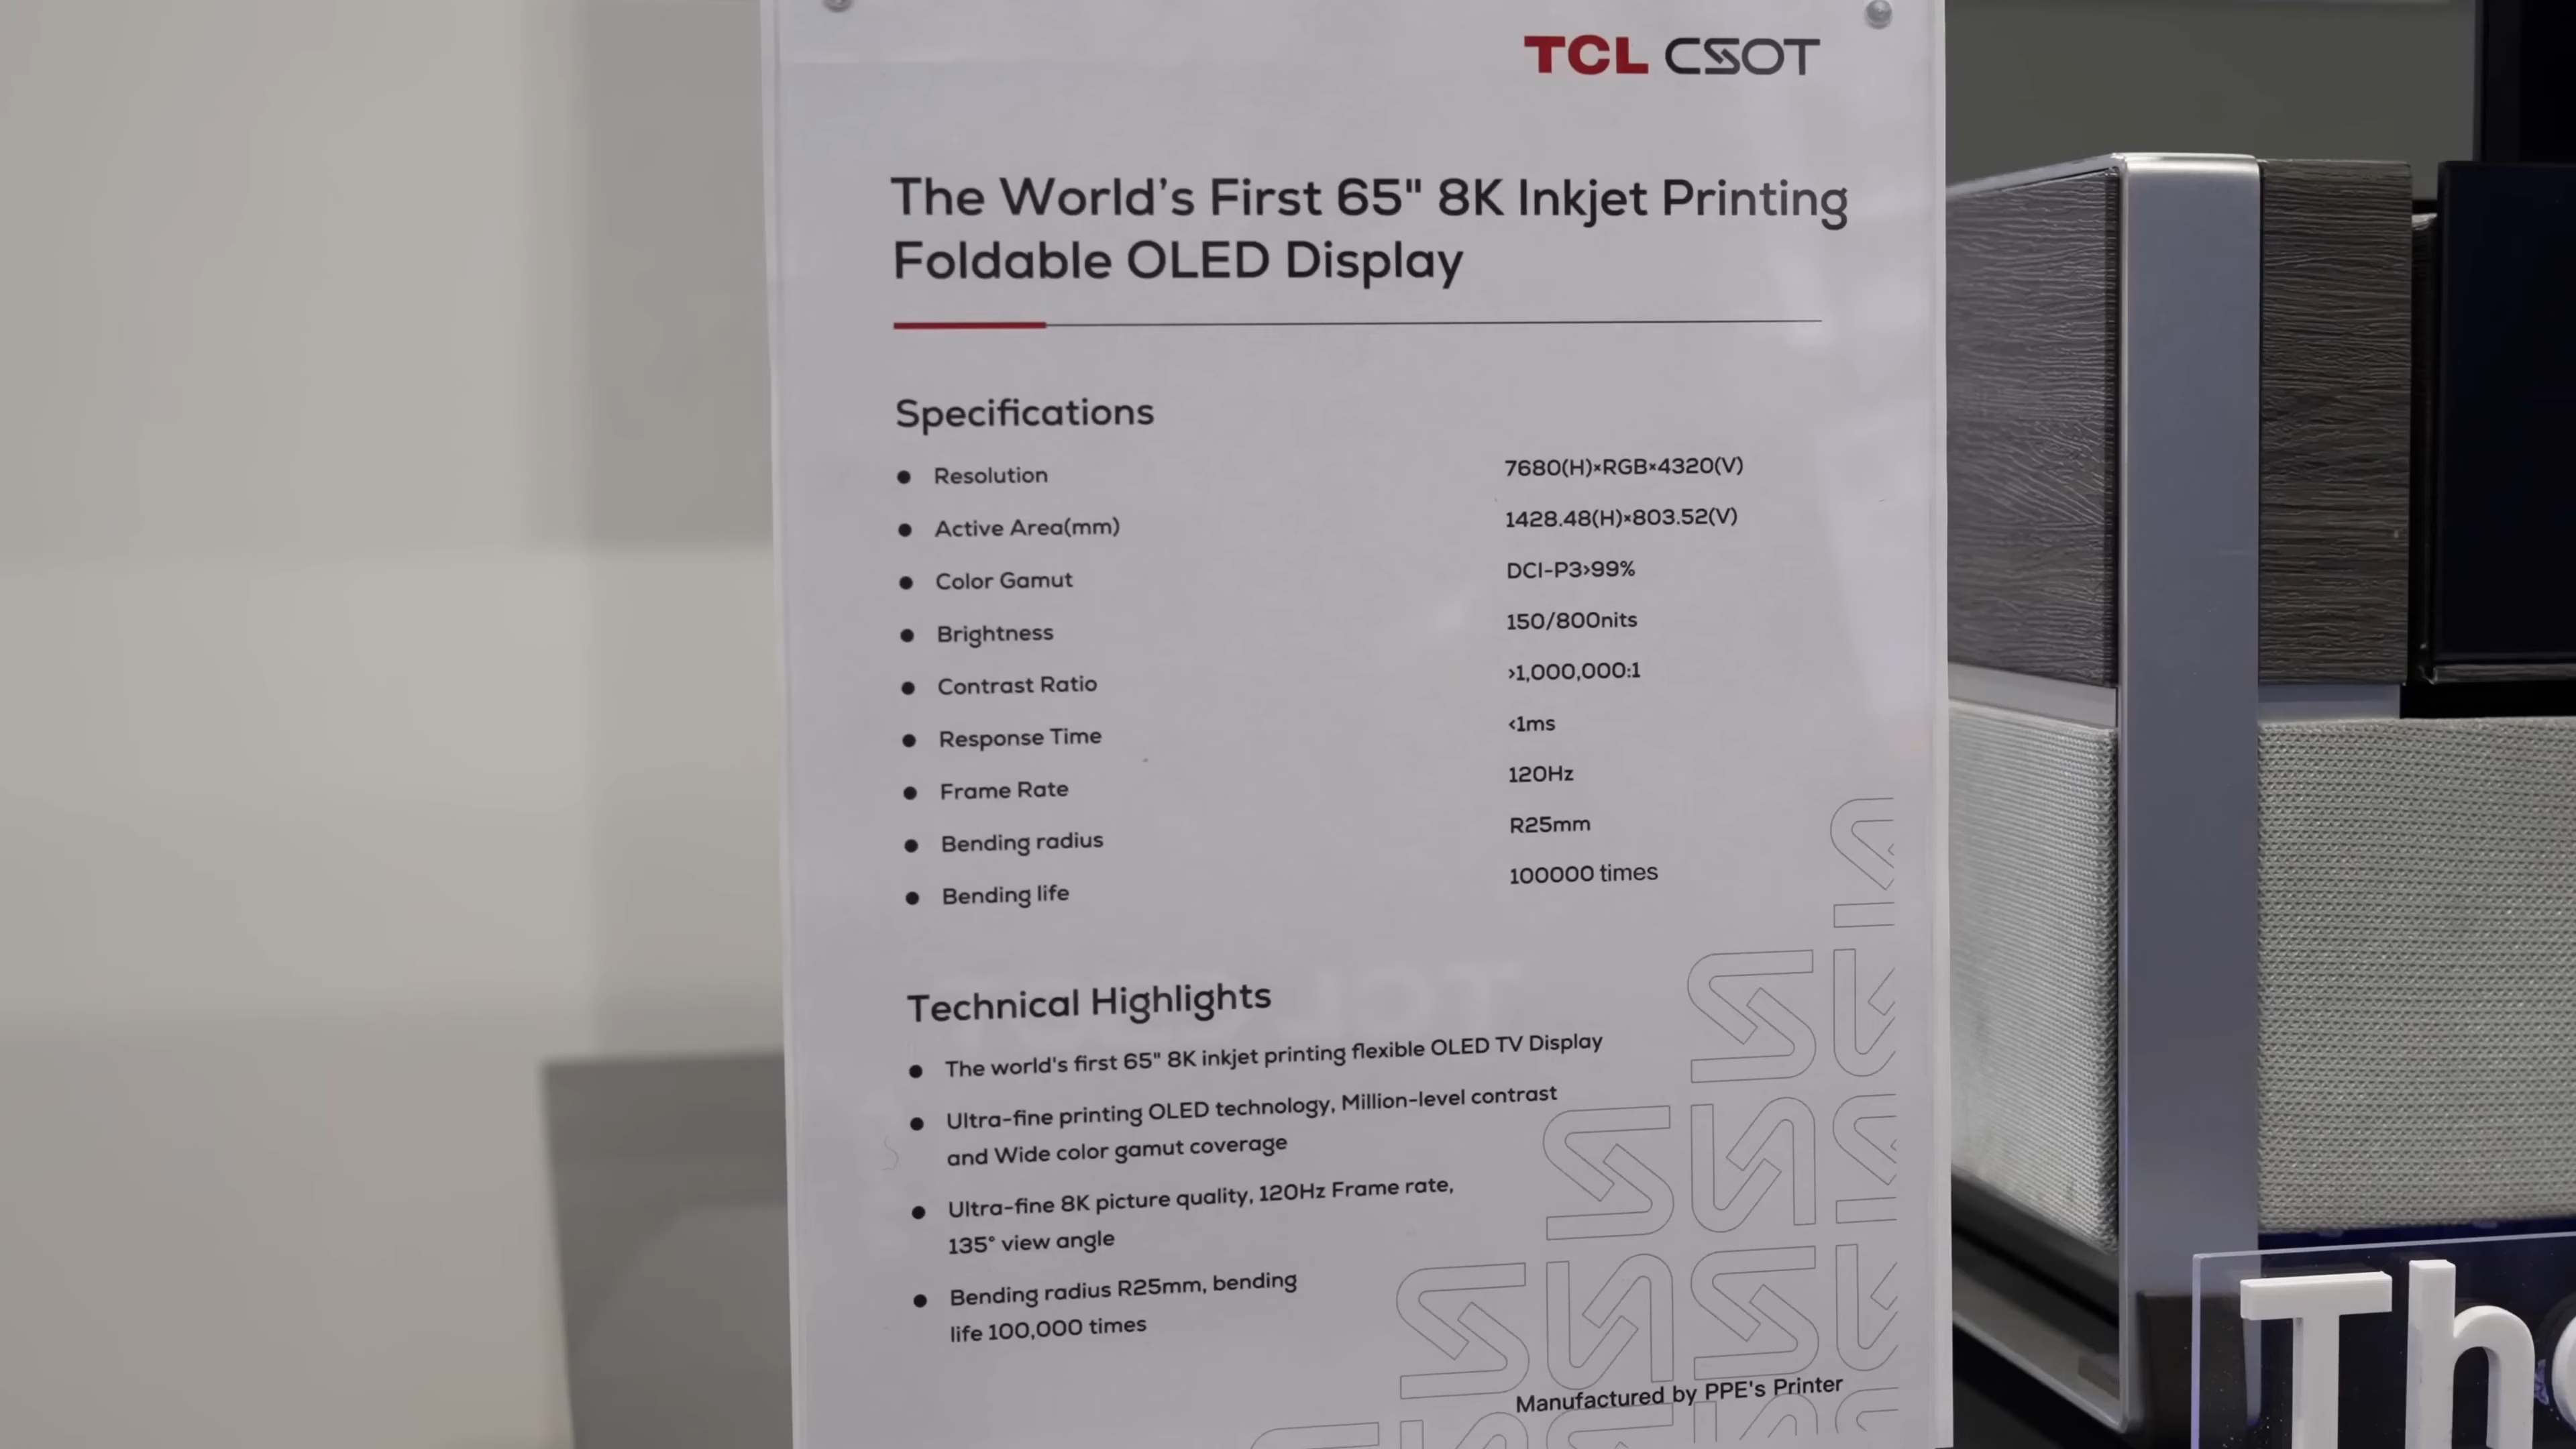 TCL CSOT
The World's First 65" 8K Inkjet Printing
Foldable OLED Display
Specifications
● Resolution 7680(H)×RGB×4320(V)
● Active Area(mm) 1428.48(H)×803.52(V)
● Color Gamut DCI-P3>99%
● Brightness 150/800nits
● Contrast Ratio >1,000,000:1
● Response Time <1ms
● Frame Rate 120Hz
● Bending radius R25mm
● Bending life 100000 times
Technical Highlights
● The world's first 65" 8K inkjet printing flexible OLED TV Display
● Ultra-fine printing OLED technology, Million-level contrast
and Wide color gamut coverage
● Ultra-fine 8K picture quality, 120Hz Frame rate,
135° view angle
● Bending radius R25mm, bending
life 100,000 times
Manufactured by PPE's Printer